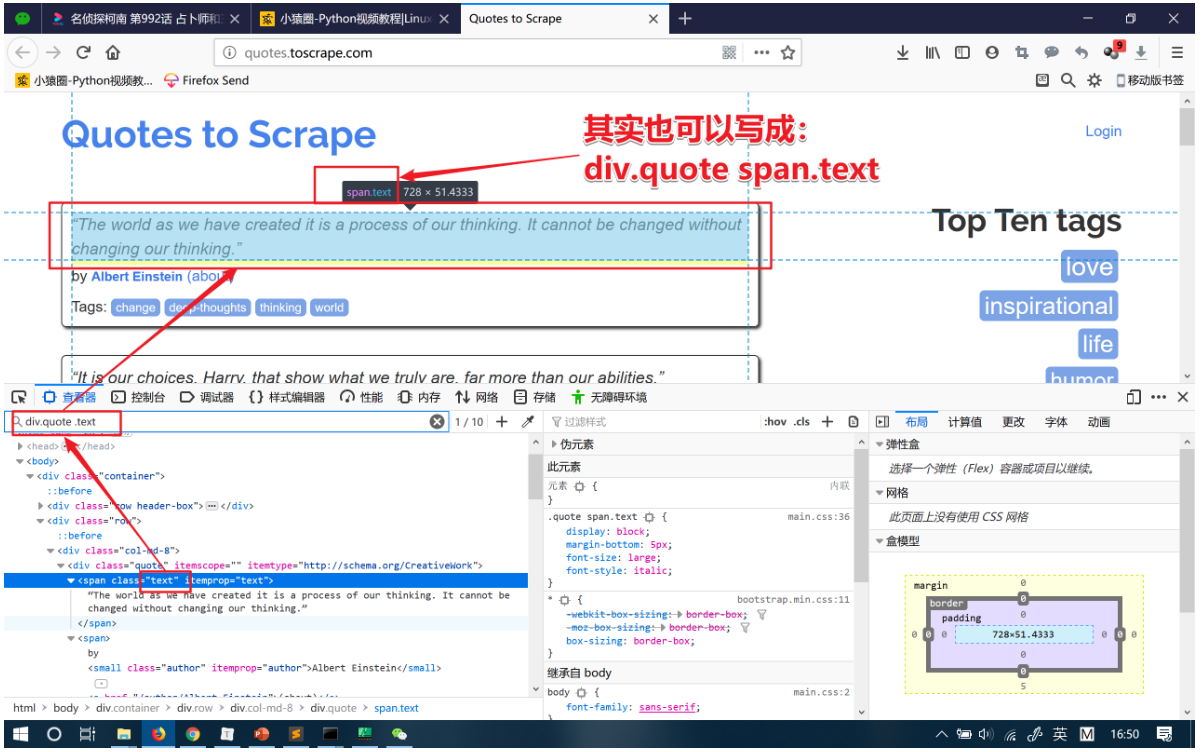 名侦探柯南 第992话 占卜师和
小猿圈-Python视频教程|Linux
Quotes to Scrape
quotes.toscrape.com
9
小猿圈-Python视频教...
Firefox Send
移动版书签
Quotes to Scrape
其实也可以写成：
div.quote span.text
Login
span.text 728 × 51.4333
“The world as we have created it is a process of our thinking. It cannot be changed without
changing our thinking.”
by Albert Einstein (about)
Tags: change deep-thoughts thinking world
Top Ten tags
love
inspirational
life
humor
“It is our choices, Harry, that show what we truly are, far more than our abilities.”
查看器 控制台 调试器 样式编辑器 性能 内存 网络 存储 无障碍环境
div.quote .text
1 / 10
过滤样式
:hov .cls
布局 计算值 更改 字体 动画
<head> </head>
<body>
<div class="container">
::before
<div class="row header-box"> </div>
<div class="row">
::before
<div class="col-md-8">
<div class="quote" itemscope="" itemtype="http://schema.org/CreativeWork">
<span class="text" itemprop="text">
“The world as we have created it is a process of our thinking. It cannot be
changed without changing our thinking.”
</span>
<span>
by
<small class="author" itemprop="author">Albert Einstein</small>
<a href="/author/Albert-Einstein">(about)</a>
html > body > div.container > div.row > div.col-md-8 > div.quote > span.text
伪元素
此元素
元素 { 内联
}
.quote span.text { main.css:36
display: block;
margin-bottom: 5px;
font-size: large;
font-style: italic;
}
* { bootstrap.min.css:11
-webkit-box-sizing: border-box;
-moz-box-sizing: border-box;
box-sizing: border-box;
}
继承自 body
body { main.css:2
font-family: sans-serif;
弹性盒
选择一个弹性（Flex）容器或项目以继续。
网格
此页面上没有使用 CSS 网格
盒模型
margin 0
border 0
padding 0
0 0 0 728×51.4333 0 0 0
0
0
5
英
M
16:50